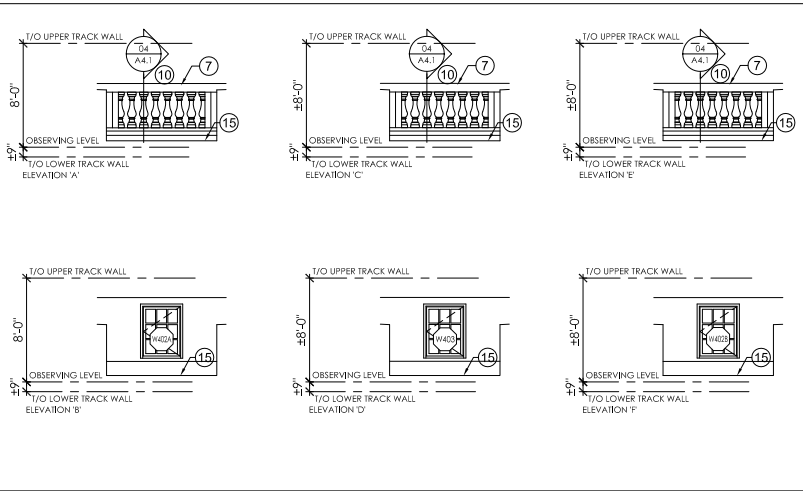 T/O UPPER TRACK WALL
04
A4.1
10
7
8'-0"
15
OBSERVING LEVEL
±9"
T/O LOWER TRACK WALL
ELEVATION 'A'
T/O UPPER TRACK WALL
04
A4.1
10
7
±8'-0"
15
OBSERVING LEVEL
±9"
T/O LOWER TRACK WALL
ELEVATION 'C'
T/O UPPER TRACK WALL
04
A4.1
10
7
±8'-0"
15
OBSERVING LEVEL
±9"
T/O LOWER TRACK WALL
ELEVATION 'E'
T/O UPPER TRACK WALL
8'-0"
W402A
15
OBSERVING LEVEL
±9"
T/O LOWER TRACK WALL
ELEVATION 'B'
T/O UPPER TRACK WALL
±8'-0"
W403
15
OBSERVING LEVEL
±9"
T/O LOWER TRACK WALL
ELEVATION 'D'
T/O UPPER TRACK WALL
±8'-0"
W402B
15
OBSERVING LEVEL
±9"
T/O LOWER TRACK WALL
ELEVATION 'F'